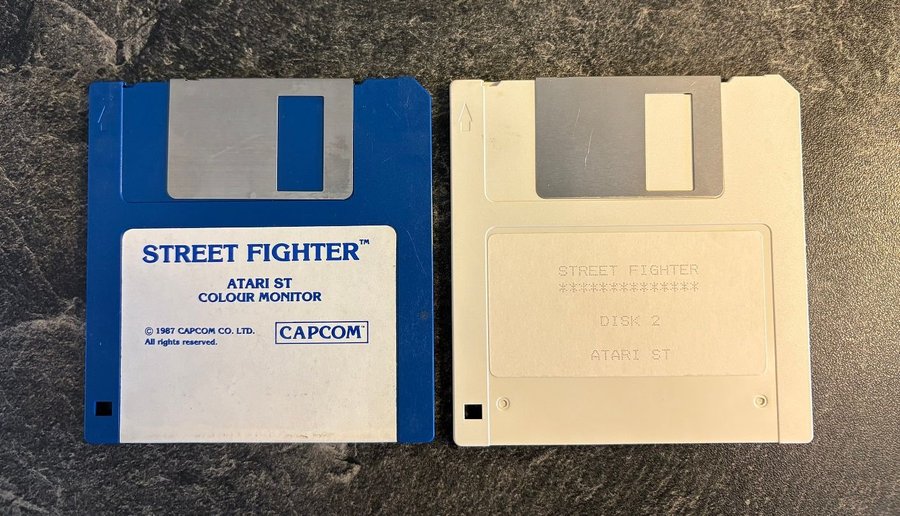 STREET FIGHTER™
ATARI ST
COLOUR MONITOR
© 1987 CAPCOM CO. LTD.
All rights reserved.
CAPCOM™
STREET FIGHTER
**************
DISK 2
ATARI ST